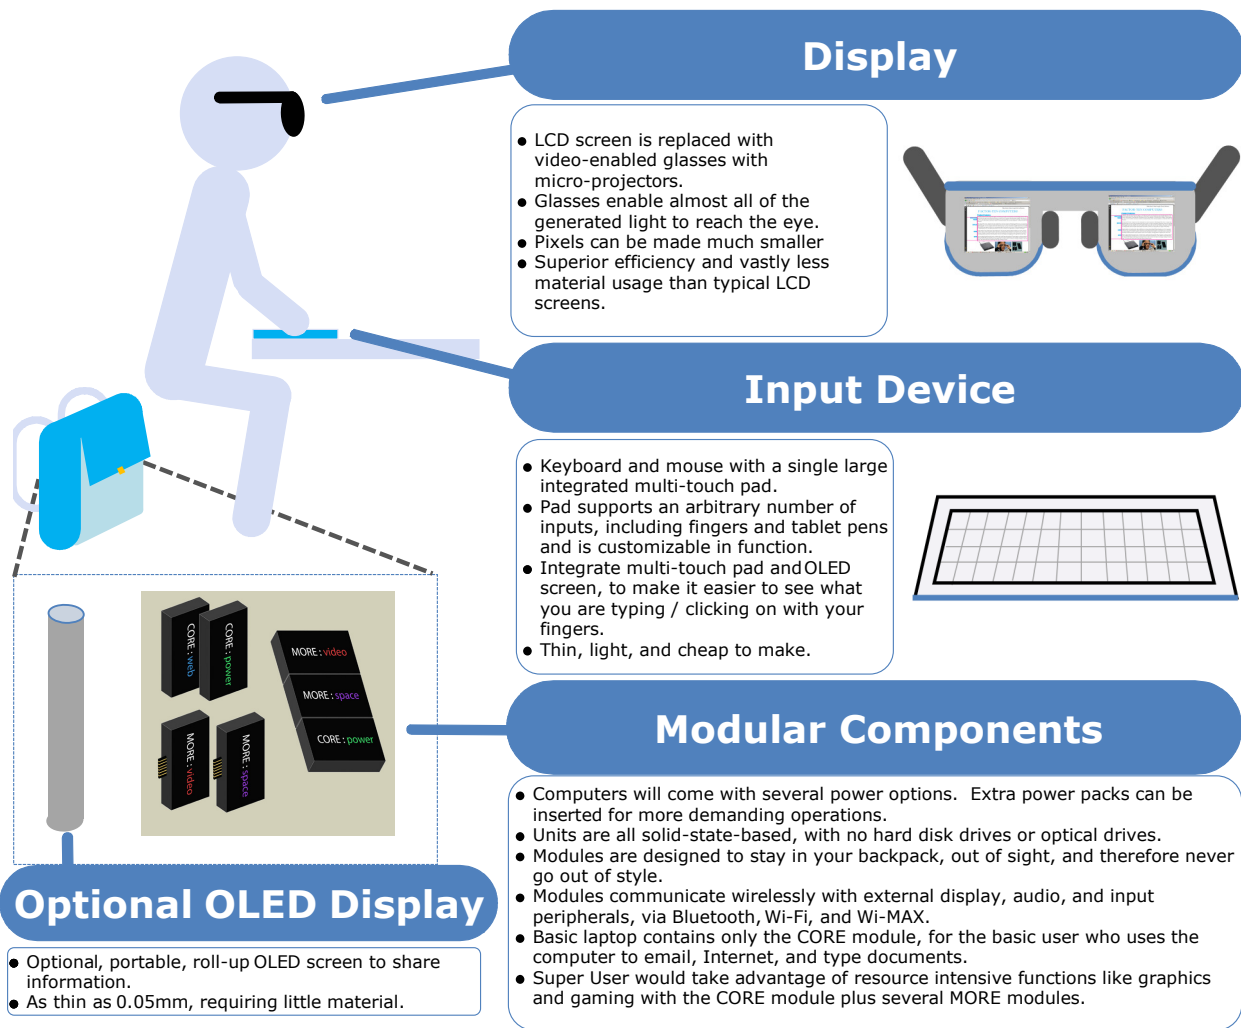 Display
● LCD screen is replaced with
video-enabled glasses with
micro-projectors.
● Glasses enable almost all of the
generated light to reach the eye.
● Pixels can be made much smaller
● Superior efficiency and vastly less
material usage than typical LCD
screens.
Input Device
● Keyboard and mouse with a single large
integrated multi-touch pad.
● Pad supports an arbitrary number of
inputs, including fingers and tablet pens
and is customizable in function.
● Integrate multi-touch pad and OLED
screen, to make it easier to see what
you are typing / clicking on with your
fingers.
● Thin, light, and cheap to make.
CORE : web
CORE : power
MORE : video
MORE : space
MORE : video
MORE : space
CORE : power
Modular Components
● Computers will come with several power options. Extra power packs can be
inserted for more demanding operations.
● Units are all solid-state-based, with no hard disk drives or optical drives.
● Modules are designed to stay in your backpack, out of sight, and therefore never
go out of style.
● Modules communicate wirelessly with external display, audio, and input
peripherals, via Bluetooth, Wi-Fi, and Wi-MAX.
● Basic laptop contains only the CORE module, for the basic user who uses the
computer to email, Internet, and type documents.
● Super User would take advantage of resource intensive functions like graphics
and gaming with the CORE module plus several MORE modules.
Optional OLED Display
● Optional, portable, roll-up OLED screen to share
information.
● As thin as 0.05mm, requiring little material.